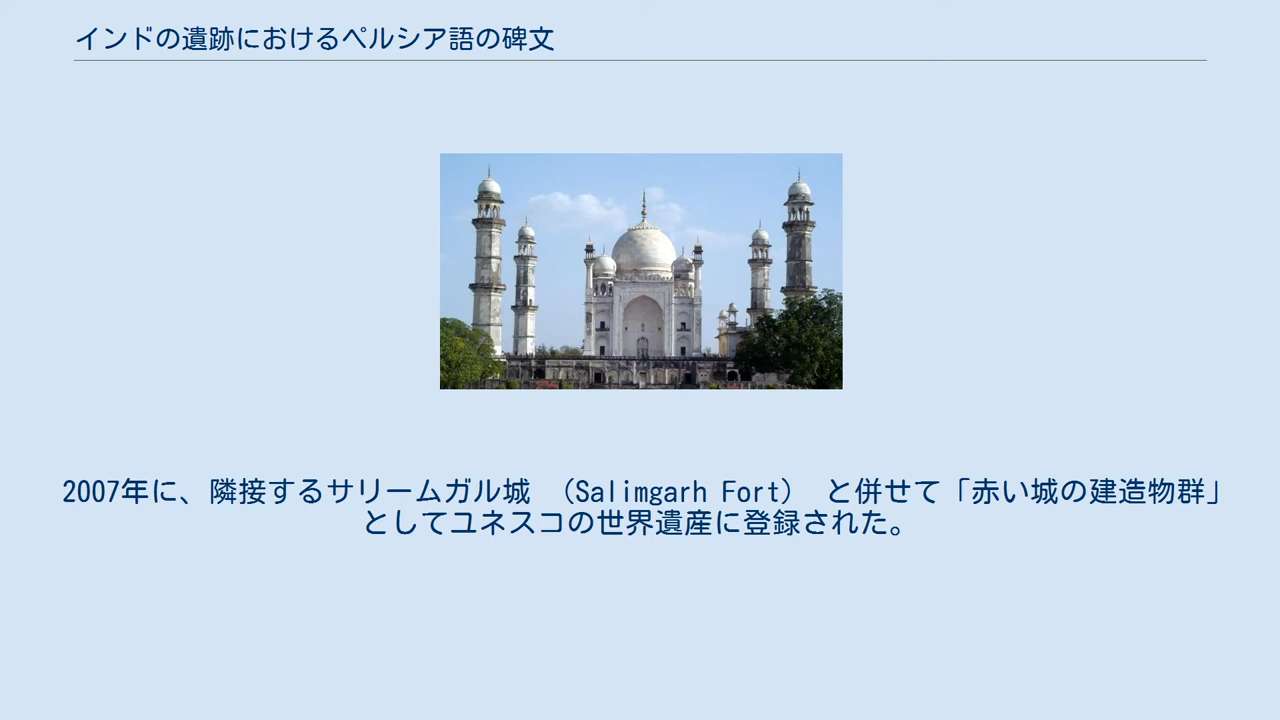 インドの遺跡におけるペルシア語の碑文
2007年に、隣接するサリームガル城 （Salimgarh Fort） と併せて「赤い城の建造物群」
としてユネスコの世界遺産に登録された。